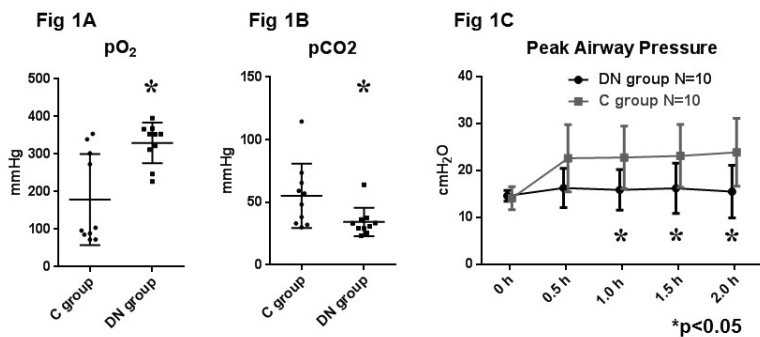 Fig 1A
pO₂
mmHg
500
400
300
200
100
0
*
C group
DN group
Fig 1B
pCO2
mmHg
150
100
50
0
*
C group
DN group
Fig 1C
Peak Airway Pressure
cmH₂O
40
30
20
10
0
DN group N=10
C group N=10
* * *
0 h
0.5 h
1.0 h
1.5 h
2.0 h
*p<0.05